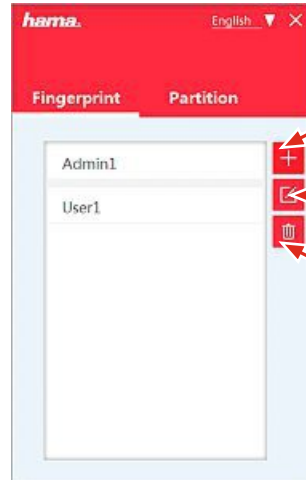 hama.
English
Fingerprint Partition
Admin1
User1